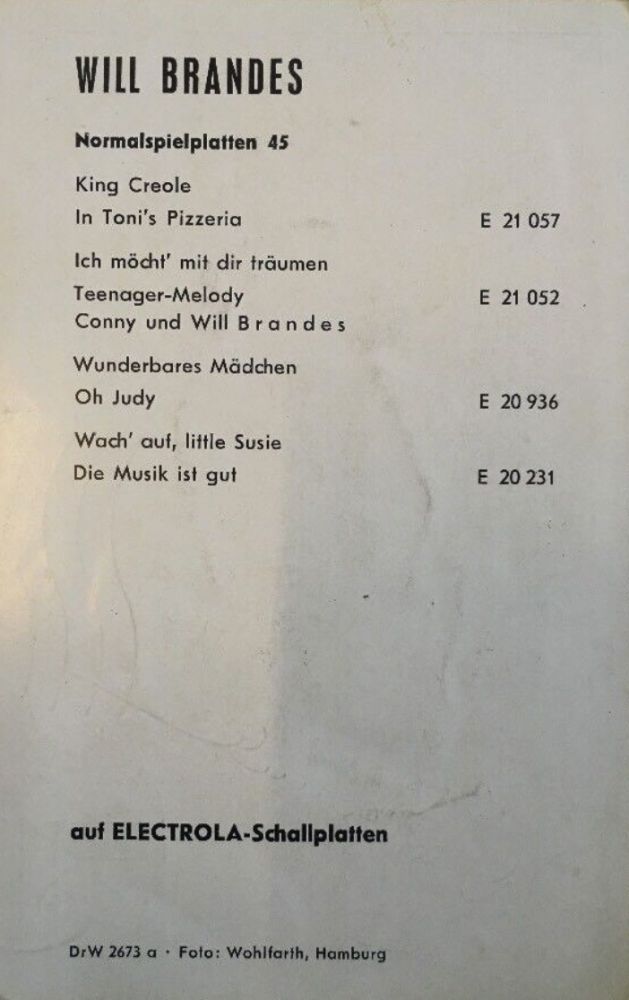 WILL BRANDES
Normalspielplatten 45
King Creole
In Toni's Pizzeria E 21 057
Ich möcht' mit dir träumen
Teenager-Melody E 21 052
Conny und Will Brandes
Wunderbares Mädchen
Oh Judy E 20 936
Wach' auf, little Susie
Die Musik ist gut E 20 231
auf ELECTROLA-Schallplatten
DrW 2673 a · Foto: Wohlfarth, Hamburg